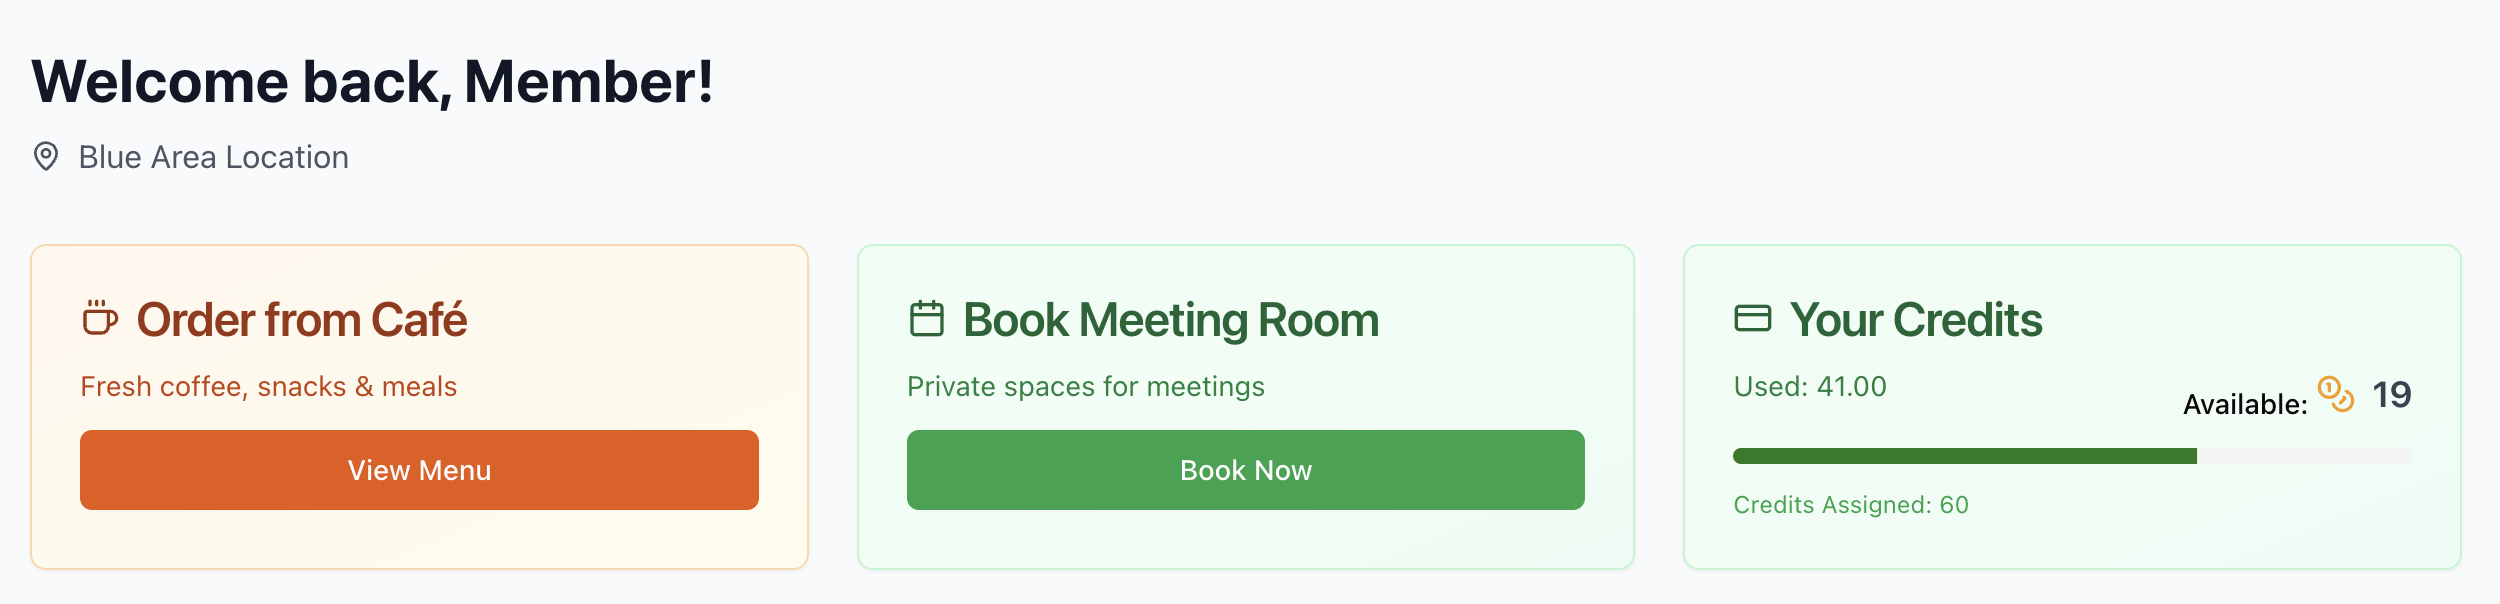 Welcome back, Member!
Blue Area Location
Order from Café
Fresh coffee, snacks & meals
View Menu
Book Meeting Room
Private spaces for meetings
Book Now
Your Credits
Used: 41.00
Available: 19
Credits Assigned: 60